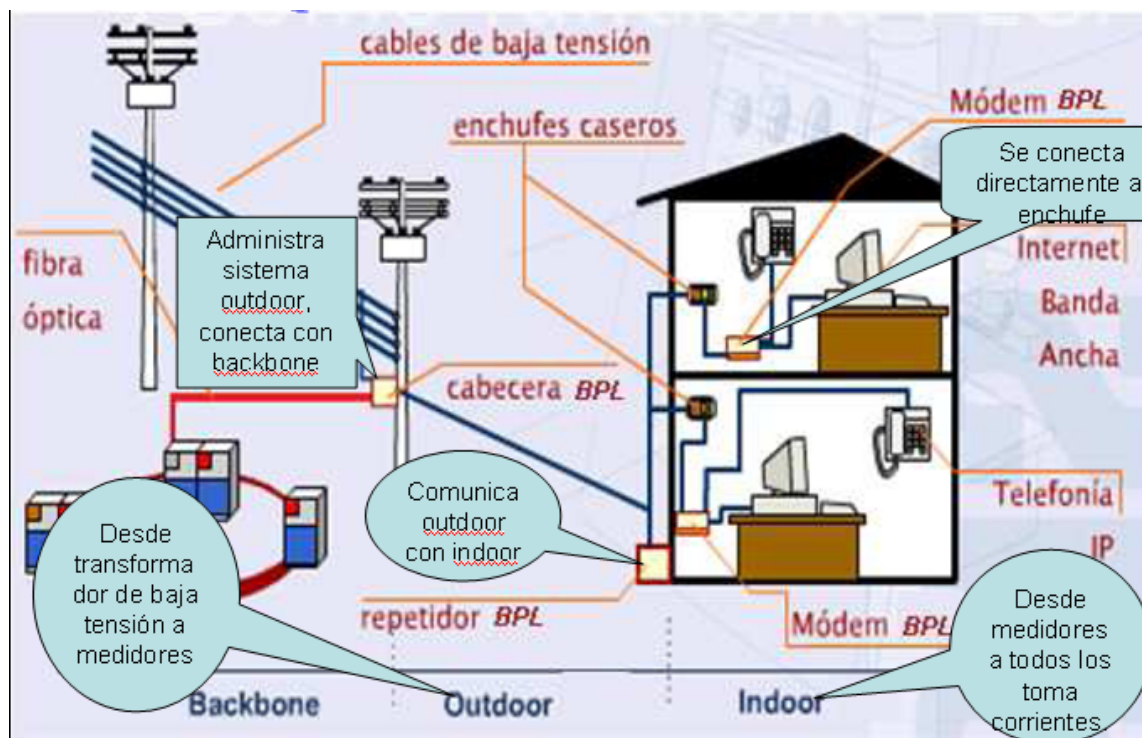 cables de baja tensión
Módem BPL
enchufes caseros
Se conecta
directamente a
enchufe
Administra
sistema
outdoor,
conecta con
backbone
fibra
óptica
Internet
Banda
Ancha
cabecera BPL
Comunica
outdoor
con indoor
Telefonía
IP
Desde
transforma
dor de baja
tensión a
medidores
repetidor BPL
Módem BPL
Desde
medidores
a todos los
toma
corrientes.
Backbone
Outdoor
Indoor